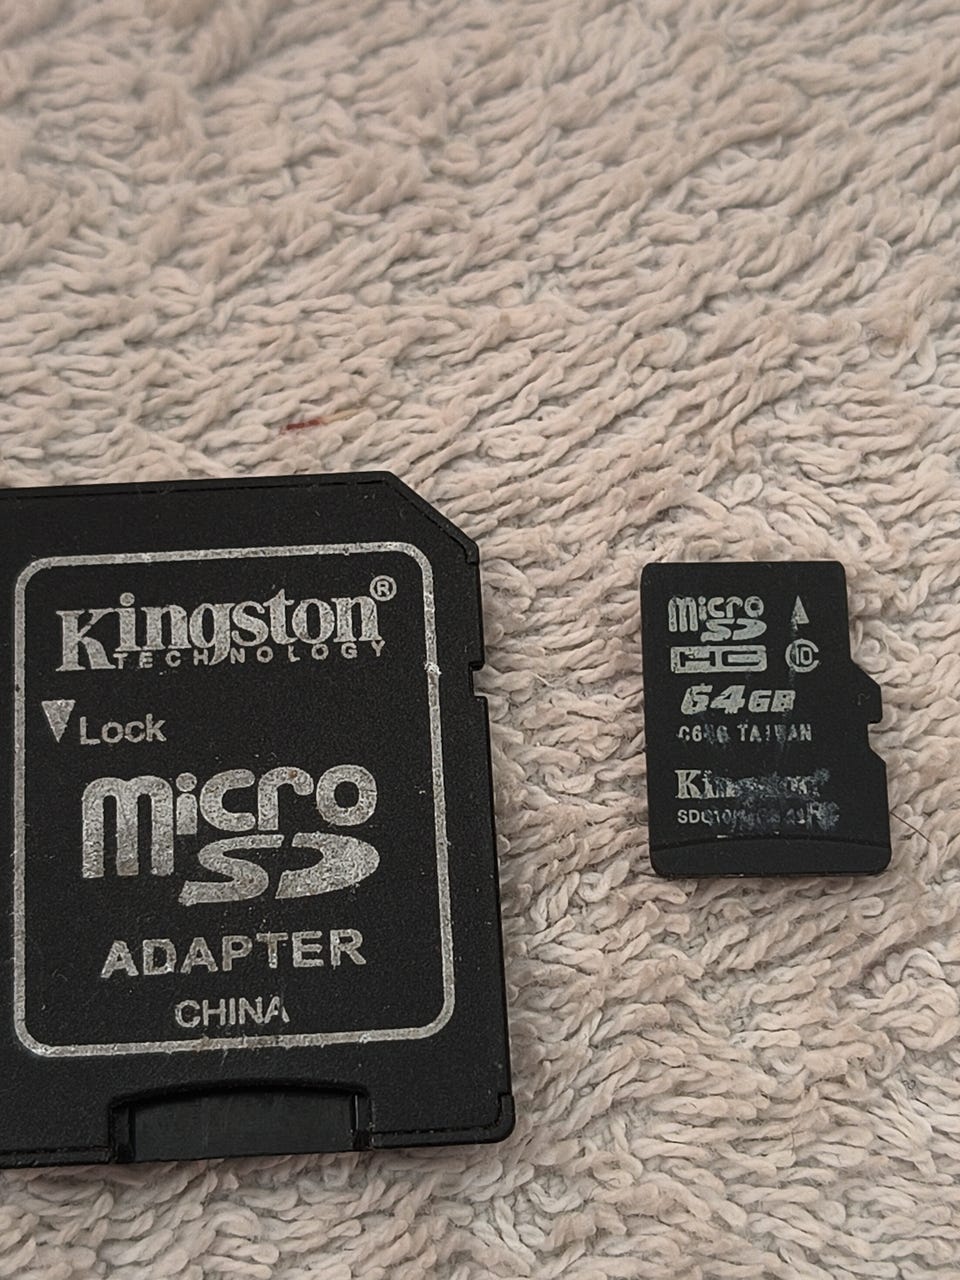 Kingston®
TECHNOLOGY
Lock
micro
SD
ADAPTER
CHINA
micro
SD
HC 10
64GB
TAIWAN